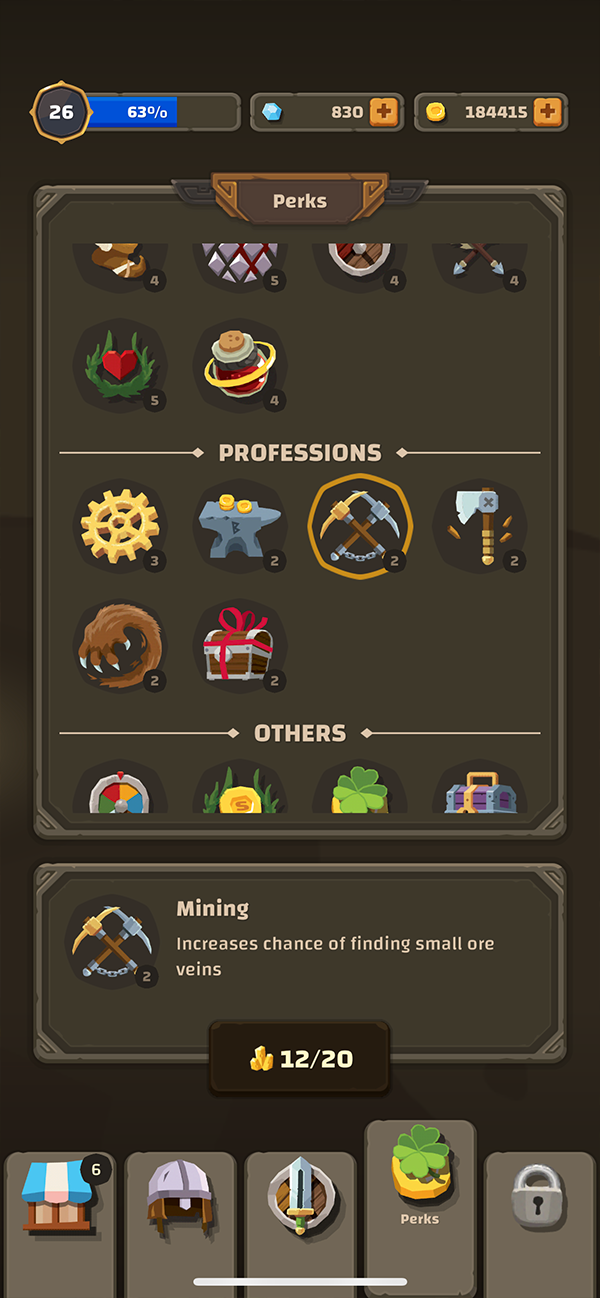 26
63%
830
184415
Perks
4
5
4
4
5
4
PROFESSIONS
3
2
2
2
2
2
OTHERS
S
Mining
Increases chance of finding small ore
veins
2
12/20
6
Perks